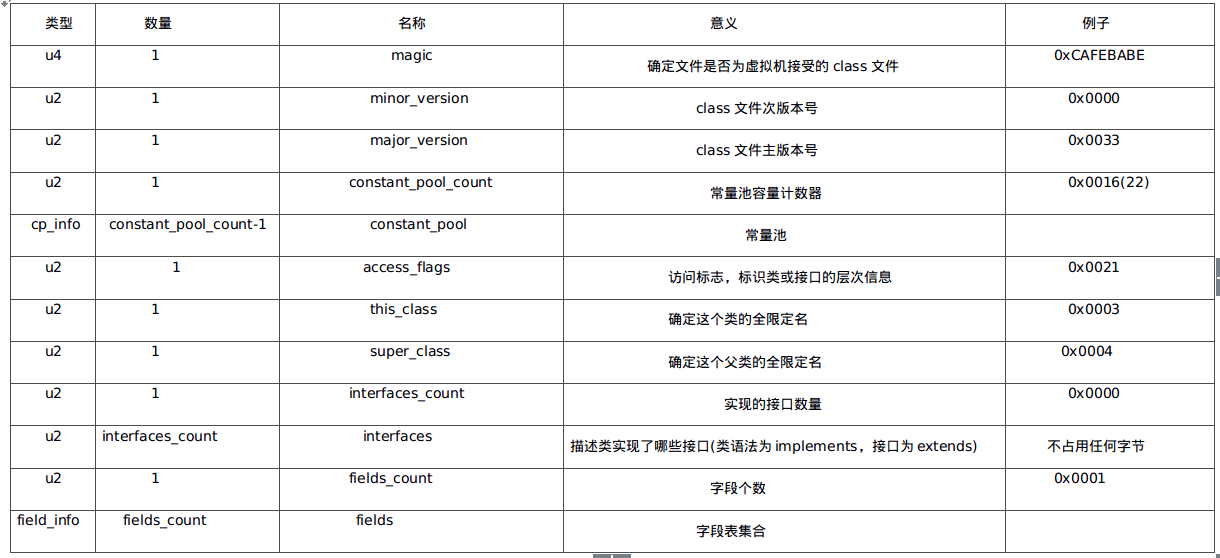 类型 数量 名称 意义 例子
u4 1 magic 确定文件是否为虚拟机接受的 class 文件 0xCAFEBABE
u2 1 minor_version class 文件次版本号 0x0000
u2 1 major_version class 文件主版本号 0x0033
u2 1 constant_pool_count 常量池容量计数器 0x0016(22)
cp_info constant_pool_count-1 constant_pool 常量池
u2 1 access_flags 访问标志，标识类或接口的层次信息 0x0021
u2 1 this_class 确定这个类的全限定名 0x0003
u2 1 super_class 确定这个父类的全限定名 0x0004
u2 1 interfaces_count 实现的接口数量 0x0000
u2 interfaces_count interfaces 描述类实现了哪些接口(类语法为 implements，接口为 extends) 不占用任何字节
u2 1 fields_count 字段个数 0x0001
field_info fields_count fields 字段表集合